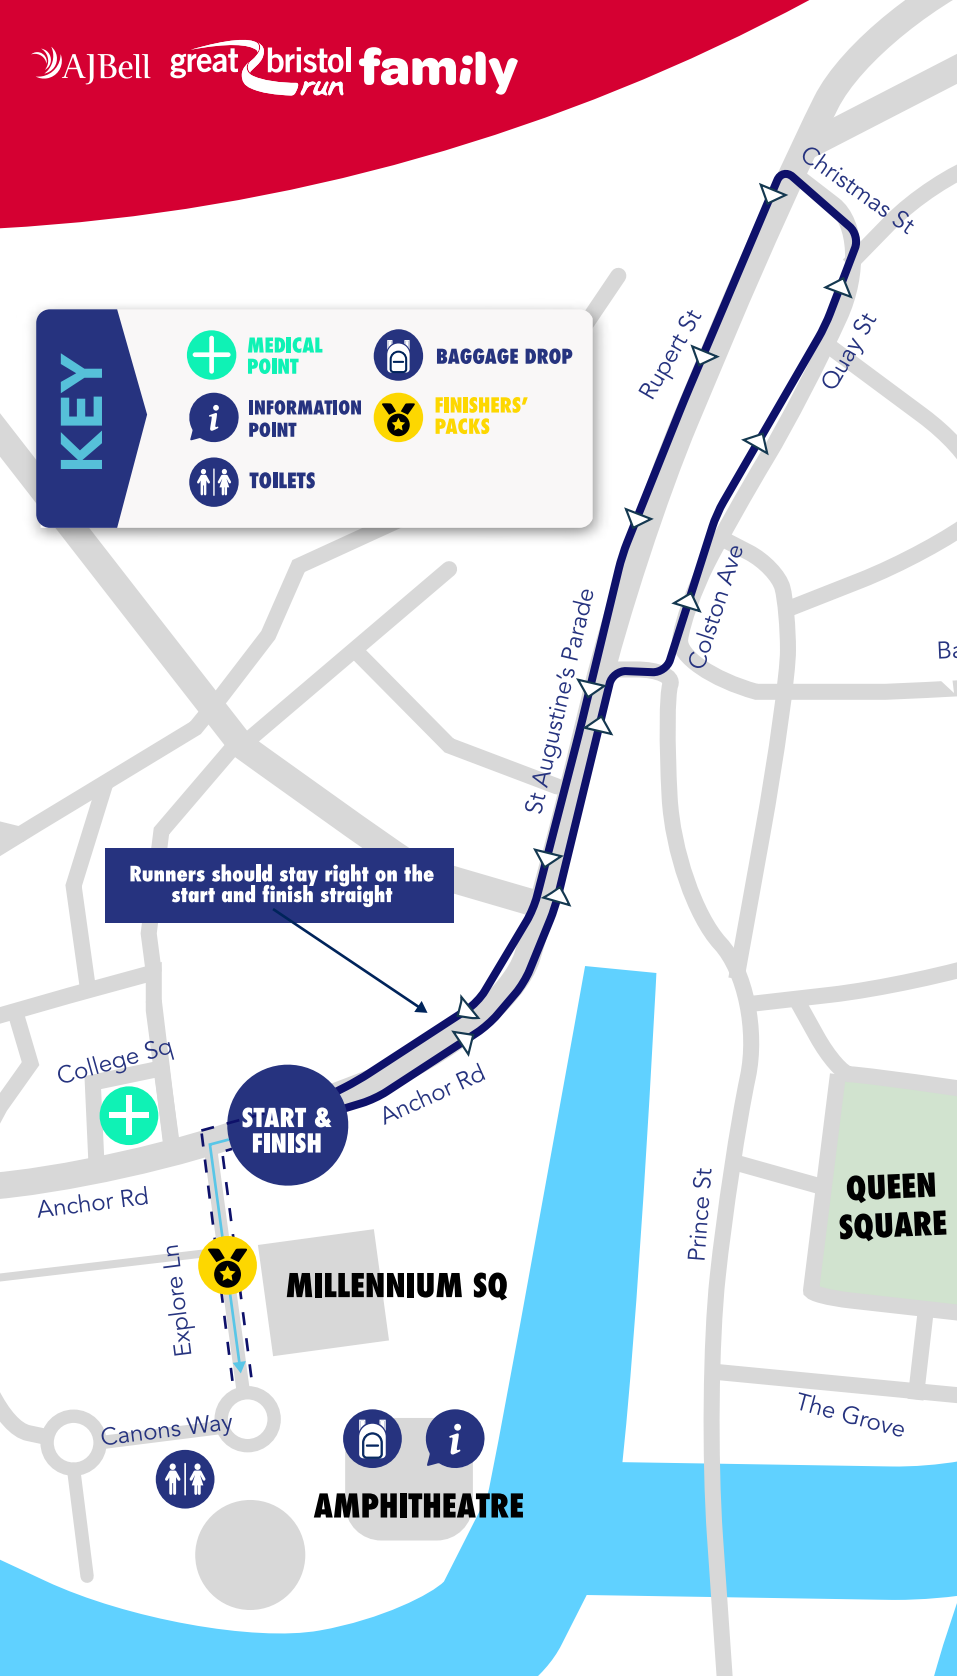 AJBell great bristol run family
Christmas St
Rupert St
Quay St
KEY
MEDICAL
POINT
BAGGAGE DROP
INFORMATION
POINT
FINISHERS'
PACKS
TOILETS
Colston Ave
St Augustine's Parade
Ba
Runners should stay right on the
start and finish straight
College Sq
Anchor Rd
START &
FINISH
Anchor Rd
Prince St
QUEEN
SQUARE
Explore Ln
MILLENNIUM SQ
The Grove
Canons Way
AMPHITHEATRE